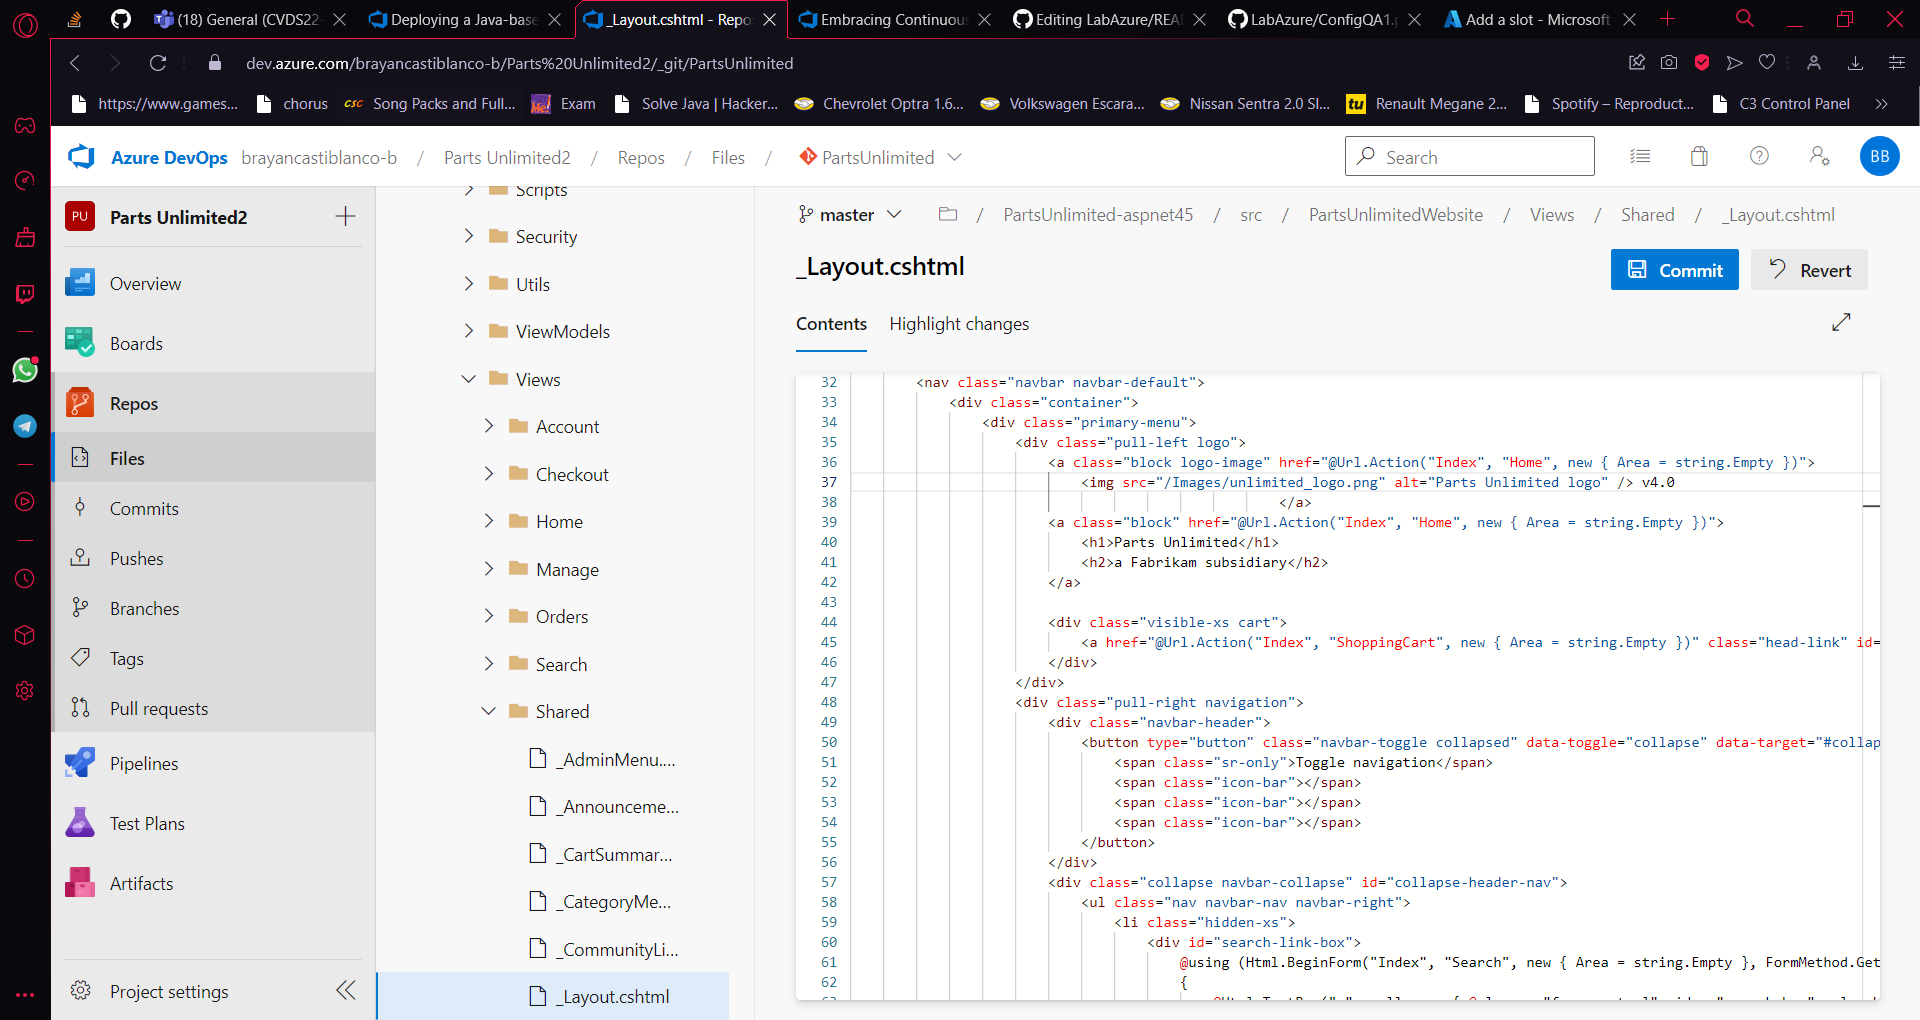 (18) General (CVDS22-
Deploying a Java-base
_Layout.cshtml - Repo
Embracing Continuou
Editing LabAzure/REA
LabAzure/ConfigQA1.p
Add a slot - Microsoft
dev.azure.com/brayancastiblanco-b/Parts%20Unlimited2/_git/PartsUnlimited
https://www.games...
chorus
CSC Song Packs and Full...
Exam
Solve Java | Hacker...
Chevrolet Optra 1.6...
Volkswagen Escara...
Nissan Sentra 2.0 Sl...
tu Renault Megane 2...
Spotify – Reproduct...
C3 Control Panel
Azure DevOps brayancastiblanco-b / Parts Unlimited2 / Repos / Files / PartsUnlimited
Search
BB
PU Parts Unlimited2
Overview
Boards
Repos
Files
Commits
Pushes
Branches
Tags
Pull requests
Pipelines
Test Plans
Artifacts
Project settings
Scripts
Security
Utils
ViewModels
Views
Account
Checkout
Home
Manage
Orders
Search
Shared
_AdminMenu....
_Announceme...
_CartSummar...
_CategoryMe...
_CommunityLi...
_Layout.cshtml
master / PartsUnlimited-aspnet45 / src / PartsUnlimitedWebsite / Views / Shared / _Layout.cshtml
_Layout.cshtml
Commit
Revert
Contents
Highlight changes
32 <nav class="navbar navbar-default">
33 <div class="container">
34 <div class="primary-menu">
35 <div class="pull-left logo">
36 <a class="block logo-image" href="@Url.Action("Index", "Home", new { Area = string.Empty })">
37 <img src="/Images/unlimited_logo.png" alt="Parts Unlimited logo" /> v4.0
38 </a>
39 <a class="block" href="@Url.Action("Index", "Home", new { Area = string.Empty })">
40 <h1>Parts Unlimited</h1>
41 <h2>a Fabrikam subsidiary</h2>
42 </a>
43
44 <div class="visible-xs cart">
45 <a href="@Url.Action("Index", "ShoppingCart", new { Area = string.Empty })" class="head-link" id=
46 </div>
47 </div>
48 <div class="pull-right navigation">
49 <div class="navbar-header">
50 <button type="button" class="navbar-toggle collapsed" data-toggle="collapse" data-target="#collap
51 <span class="sr-only">Toggle navigation</span>
52 <span class="icon-bar"></span>
53 <span class="icon-bar"></span>
54 <span class="icon-bar"></span>
55 </button>
56 </div>
57 <div class="collapse navbar-collapse" id="collapse-header-nav">
58 <ul class="nav navbar-nav navbar-right">
59 <li class="hidden-xs">
60 <div id="search-link-box">
61 @using (Html.BeginForm("Index", "Search", new { Area = string.Empty }, FormMethod.Get
62 {